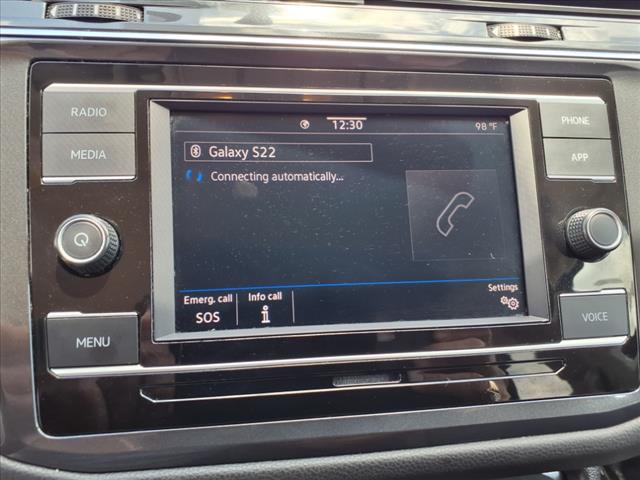 RADIO
MEDIA
MENU
12:30
98 °F
Galaxy S22
Connecting automatically...
Emerg. call
SOS
Info call
i
Settings
PHONE
APP
VOICE